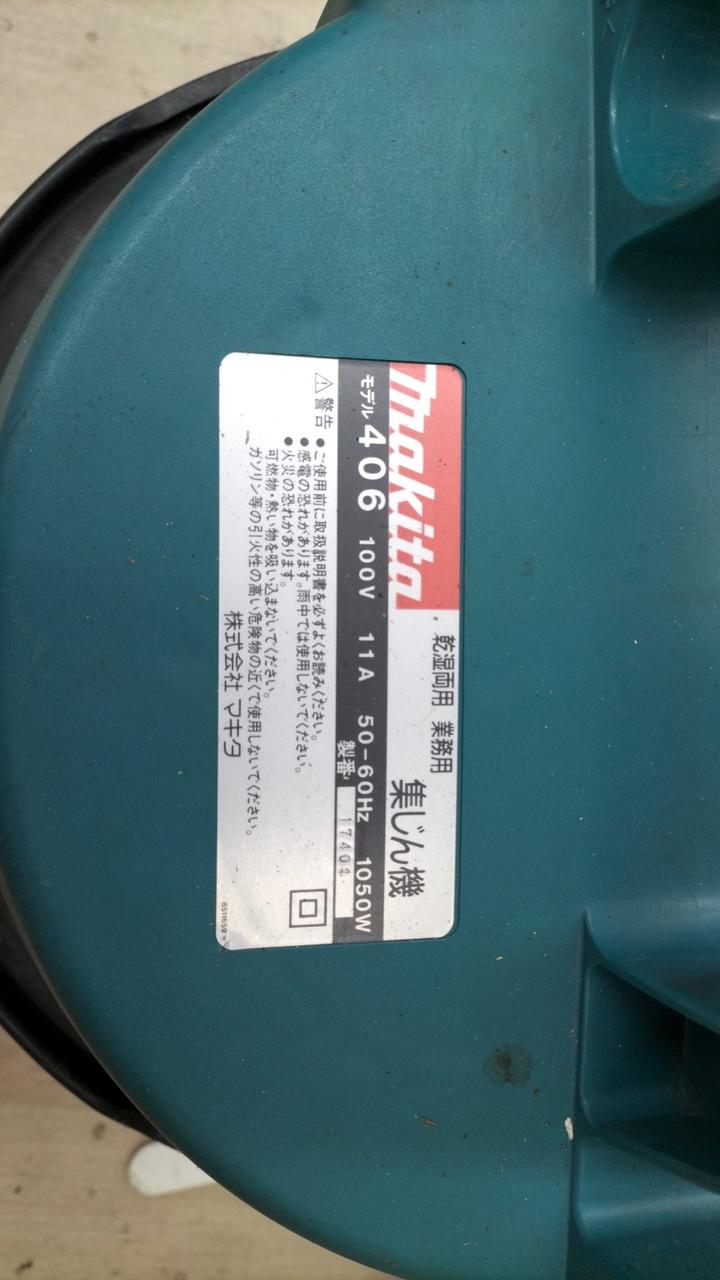 makita
乾湿両用 業務用
集じん機
モデル 406 100V 11A 50-60Hz 1050W
製番
警告
●ご使用前に取扱説明書を必ずよくお読みください。
●感電の恐れがあります。雨中では使用しないでください。
●火災の恐れがあります。
可燃物・熱い物を吸い込まないでください。
ガソリン等の引火性の高い危険物の近くで使用しないでください。
株式会社 マキタ